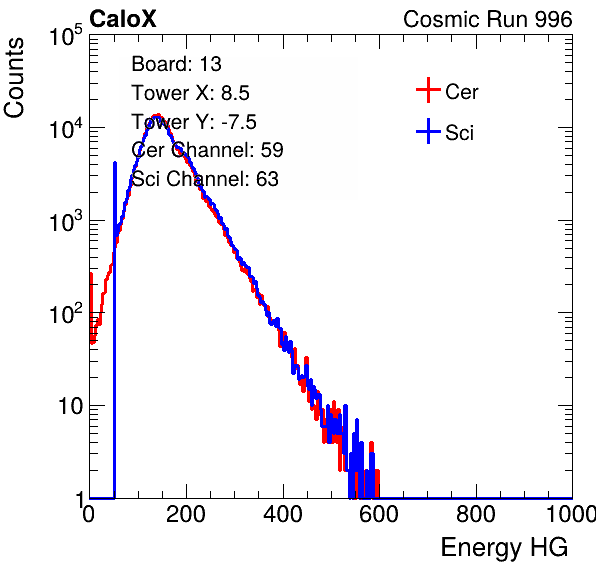 CaloX Cosmic Run 996
Counts
10^5
10^4
10^3
10^2
10
1
Board: 13
Tower X: 8.5
Tower Y: -7.5
Cer Channel: 59
Sci Channel: 63
Cer
Sci
0 200 400 600 800 1000
Energy HG